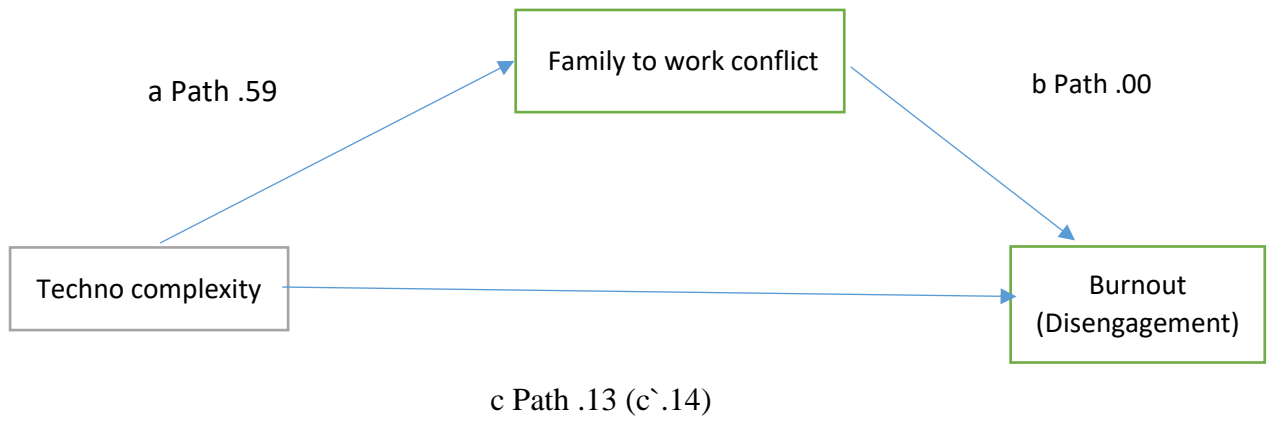 Family to work conflict
a Path .59
b Path .00
Techno complexity
Burnout
(Disengagement)
c Path .13 (c`.14)